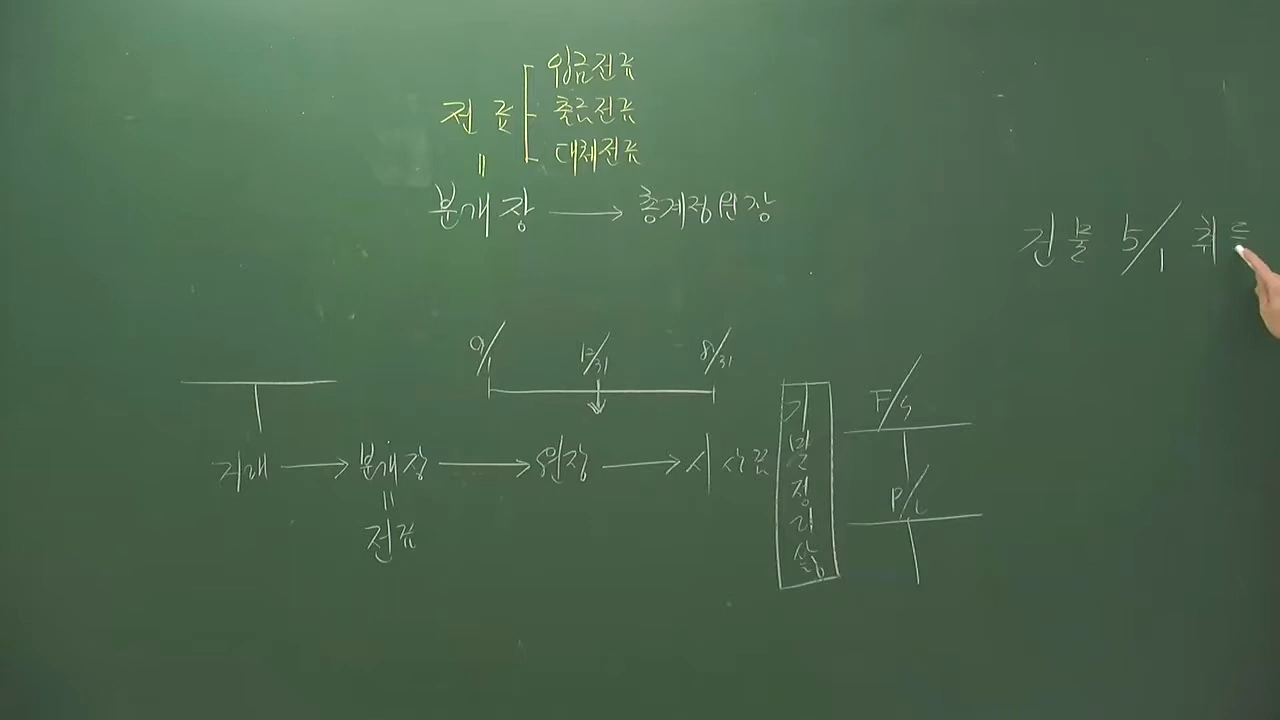 입금전표
전표 출금전표
대체전표
||
분개장 → 총계정원장
건물 5/1 취득
9/1 12/31 8/31
거래 → 분개장 → 원장 → 시산표
||
전표
기말정리사항
F/S
P/L